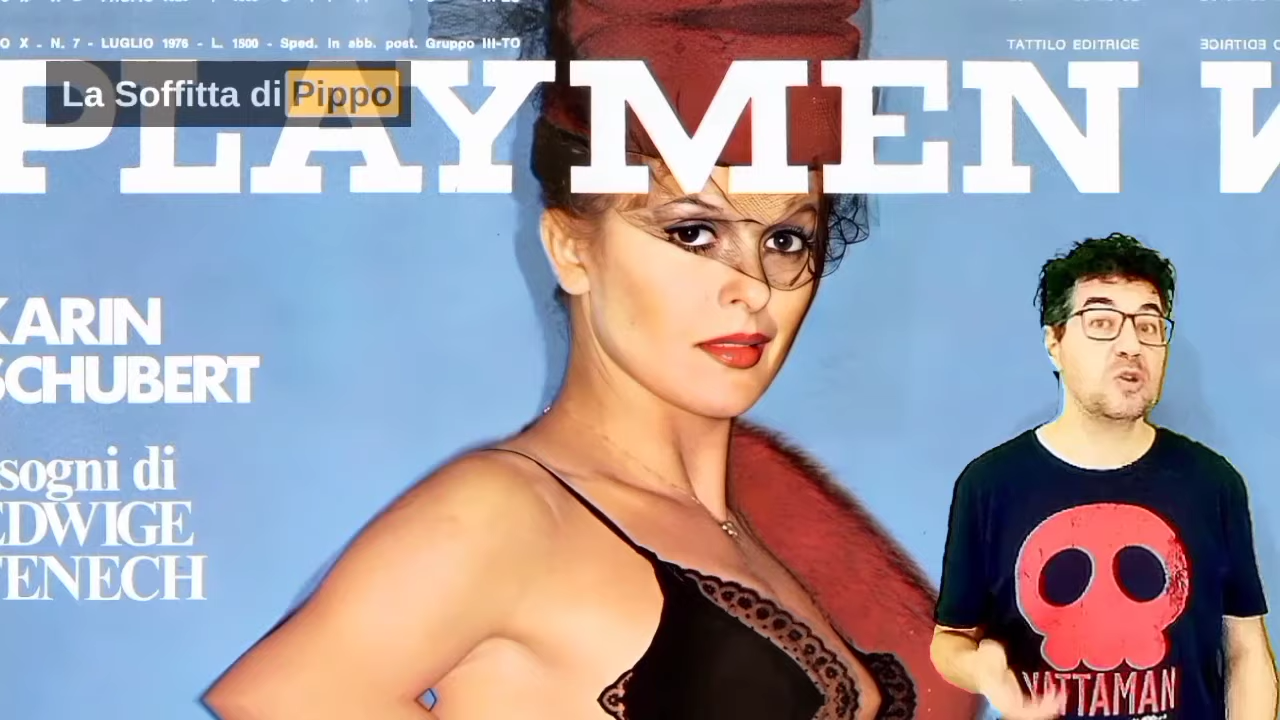 O X - N. 7 - LUGLIO 1976 - L. 1500 - Sped. in abb. post. Gruppo III-TO
TATTILO EDITRICE
La Soffitta di Pippo
PLAYMEN
KARIN
SCHUBERT
sogni di
EDWIGE
FENECH
YATTAMAN